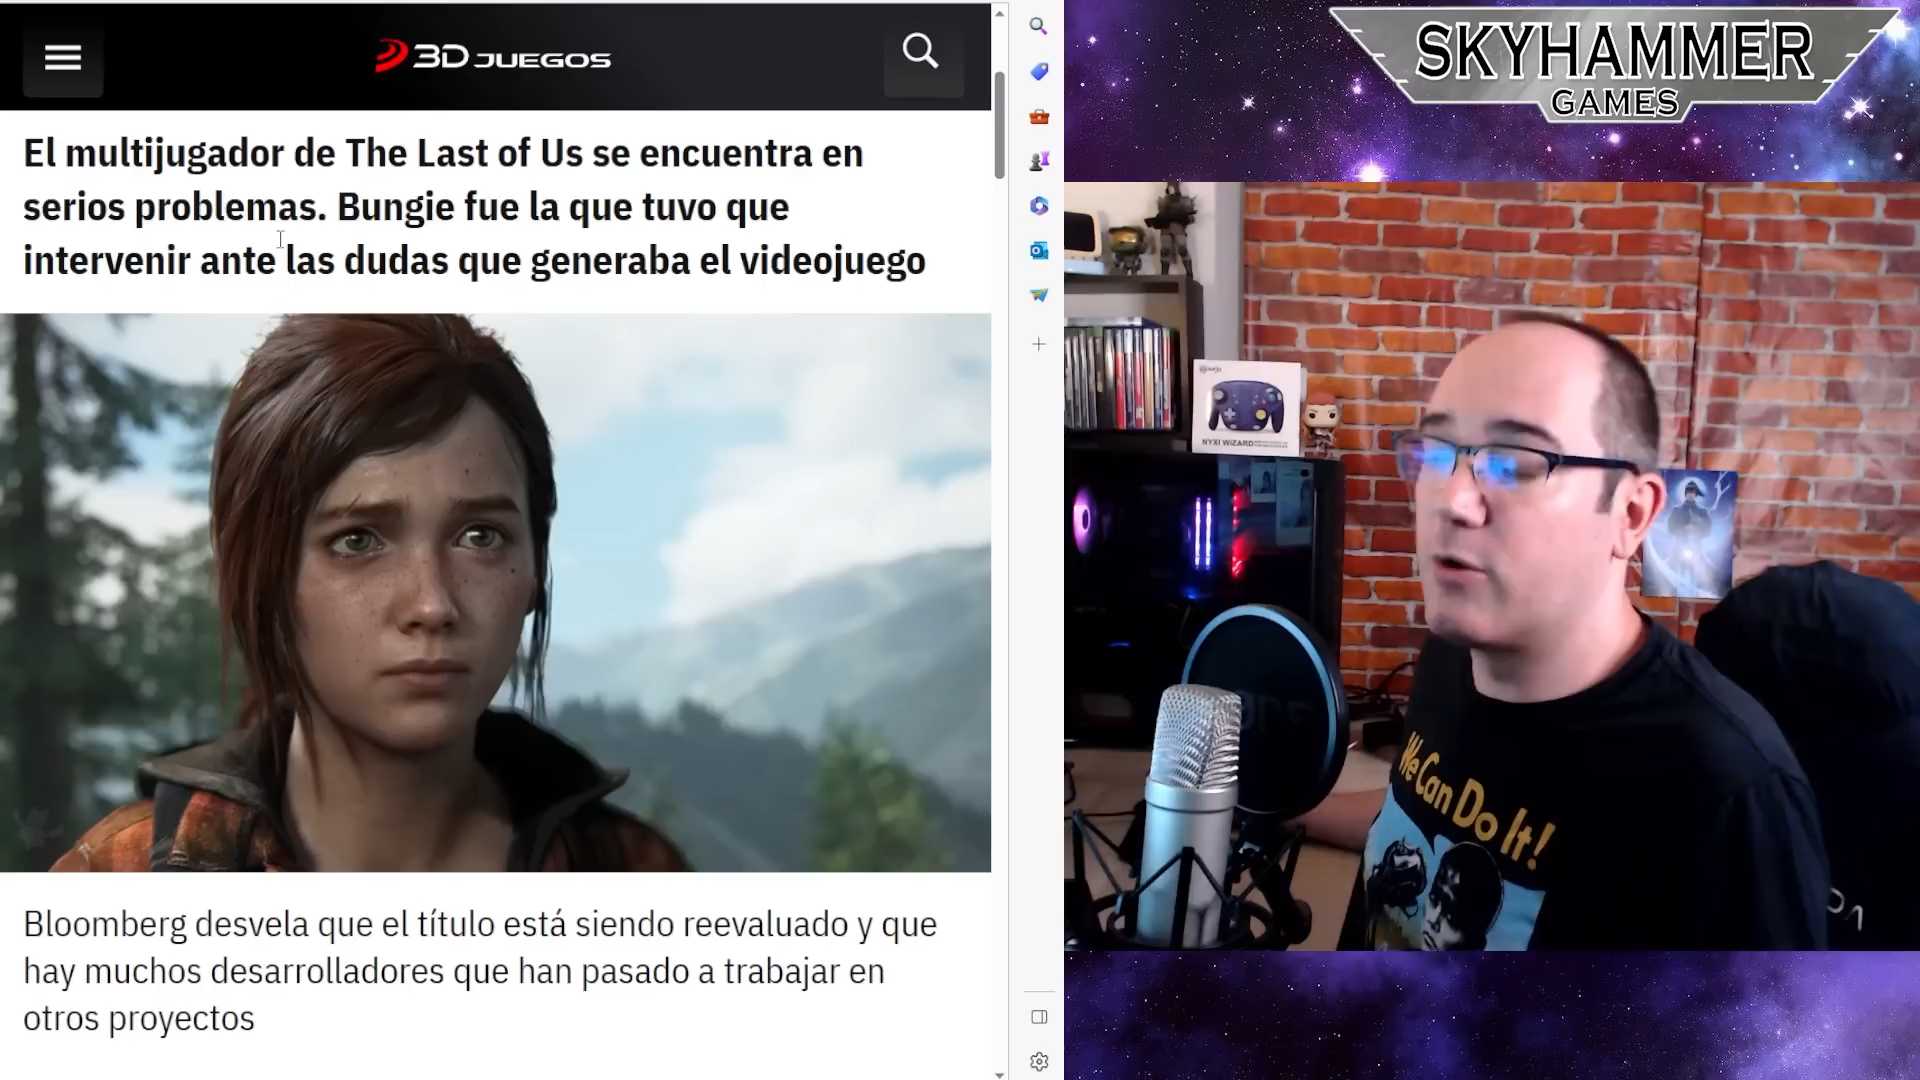 3D JUEGOS
El multijugador de The Last of Us se encuentra en
serios problemas. Bungie fue la que tuvo que
intervenir ante las dudas que generaba el videojuego
Bloomberg desvela que el título está siendo reevaluado y que
hay muchos desarrolladores que han pasado a trabajar en
otros proyectos
SKYHAMMER
GAMES
NYXI WIZARD
We Can Do It!